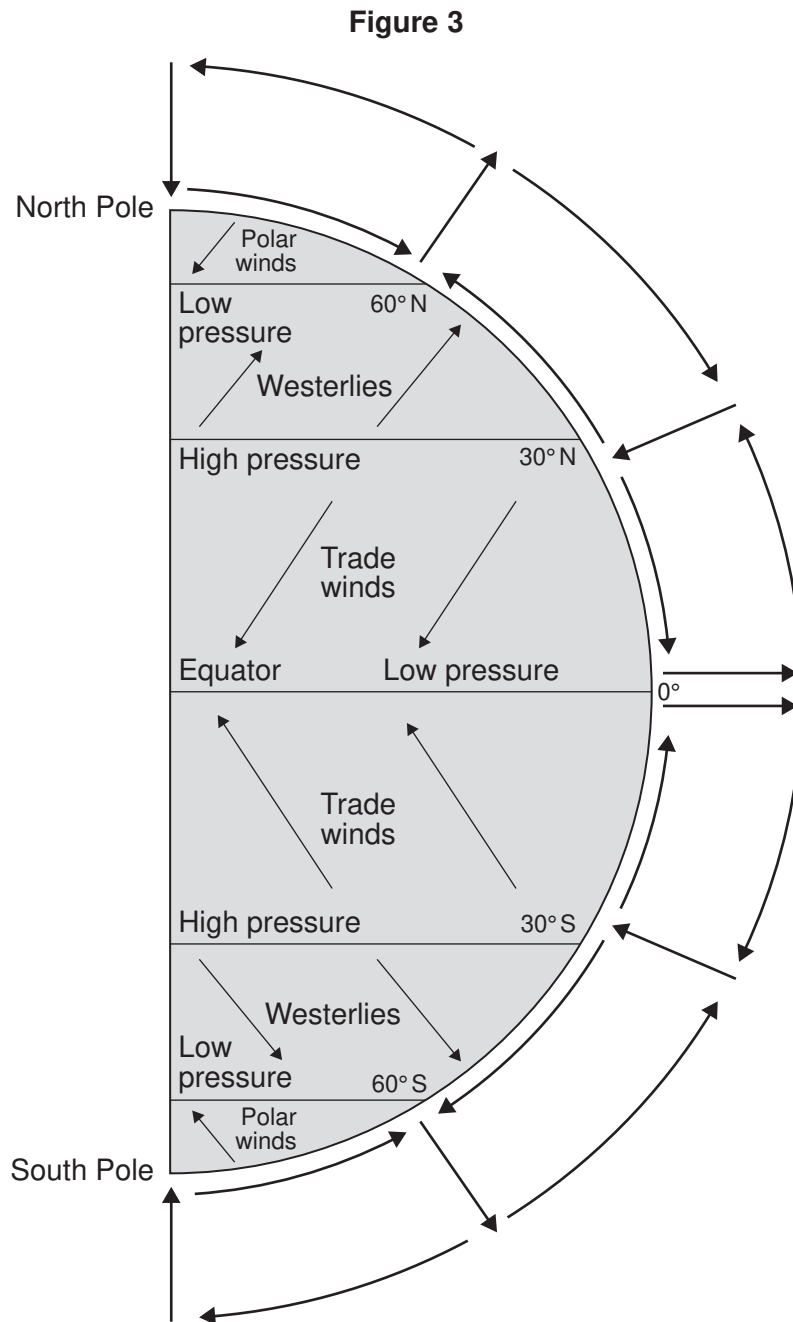 Figure 3
North Pole
Polar
winds
Low
pressure
60° N
Westerlies
High pressure
30° N
Trade
winds
Equator
Low pressure
0°
Trade
winds
High pressure
30° S
Westerlies
Low
pressure
60° S
Polar
winds
South Pole